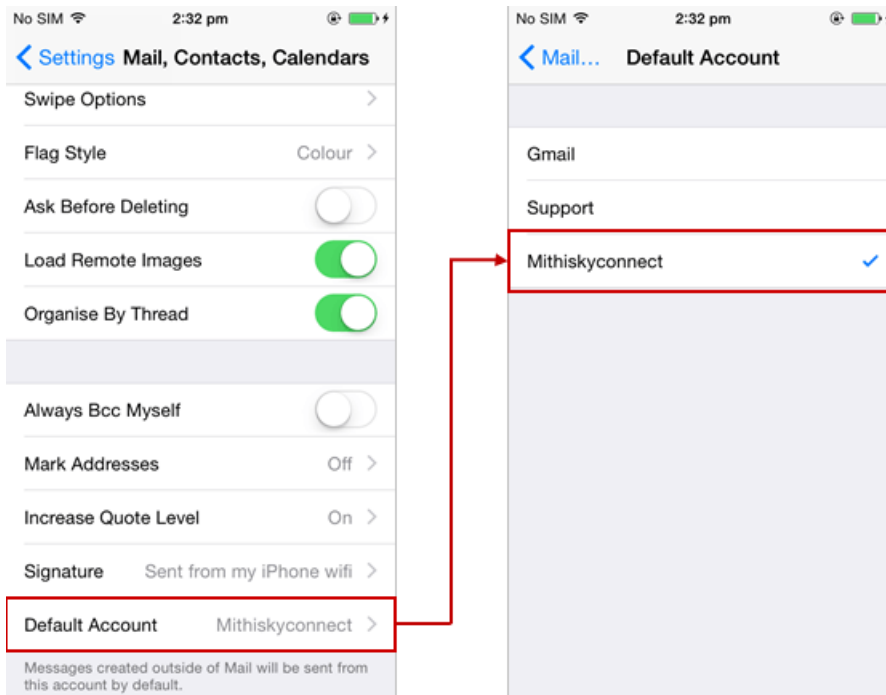 No SIM 2:32 pm
Settings Mail, Contacts, Calendars
Swipe Options
Flag Style Colour
Ask Before Deleting
Load Remote Images
Organise By Thread
Always Bcc Myself
Mark Addresses Off
Increase Quote Level On
Signature Sent from my iPhone wifi
Default Account Mithiskyconnect
Messages created outside of Mail will be sent from
this account by default.
No SIM 2:32 pm
Mail... Default Account
Gmail
Support
Mithiskyconnect